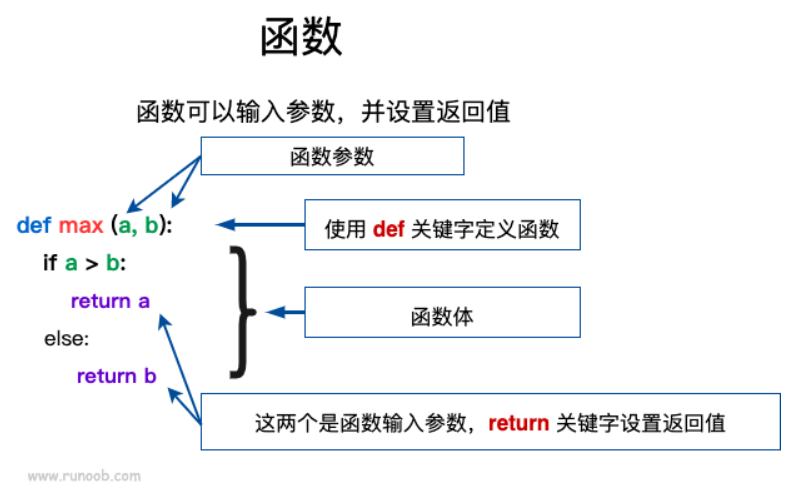 函数
函数可以输入参数，并设置返回值
函数参数
def max (a, b):
使用 def 关键字定义函数
if a > b:
return a
函数体
else:
return b
这两个是函数输入参数，return 关键字设置返回值
www.runoob.com